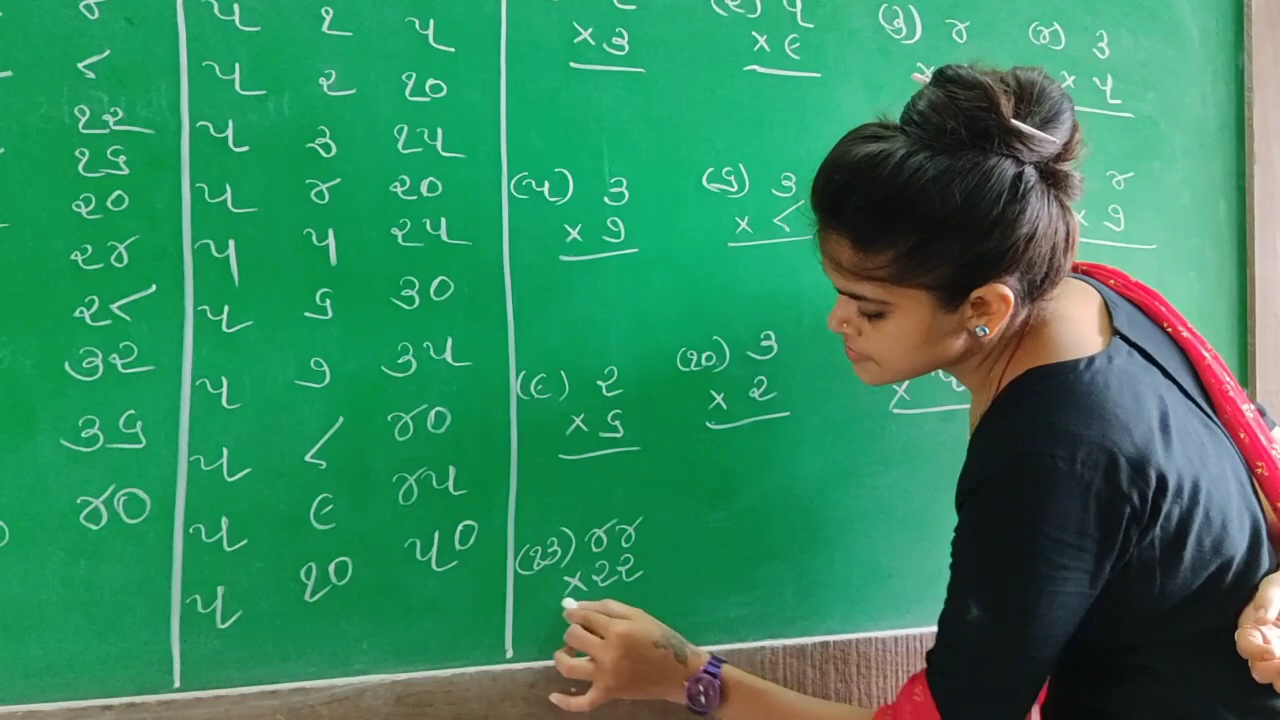 ૮
૧૨
૧૬
૨૦
૨૪
૨૮
૩૨
૩૬
૪૦
૫ ૧ ૫
૫ ૨ ૧૦
૫ ૩ ૧૫
૫ ૪ ૨૦
૫ ૫ ૨૫
૫ ૬ ૩૦
૫ ૭ ૩૫
૫ ૮ ૪૦
૫ ૯ ૪૫
૫ ૧૦ ૫૦
(૨) ૫ (૩) ૪ (૪) ૩
×૩ ×૯ × ૫
(૫) ૩ (૬) ૩ ૪
× ૭ × ૮ × ૭
(૯) ૨ (૧૦) ૩
× ૬ × ૨
(૧૩) ૪૪
×૨૨